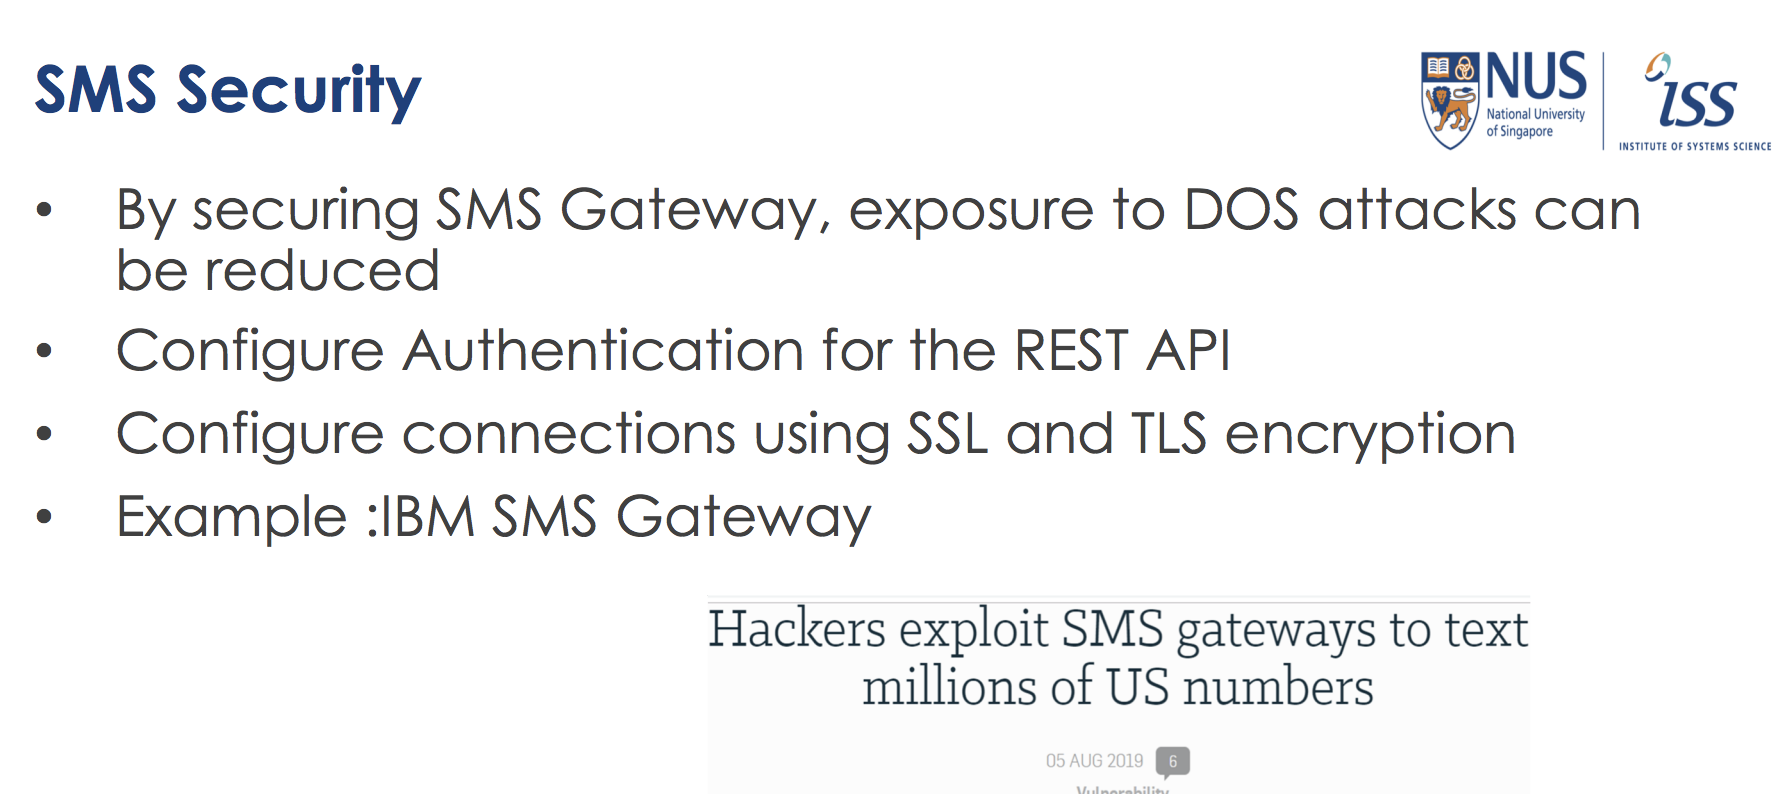 SMS Security
NUS
National University
of Singapore
iss
INSTITUTE OF SYSTEMS SCIENCE
• By securing SMS Gateway, exposure to DOS attacks can
be reduced
• Configure Authentication for the REST API
• Configure connections using SSL and TLS encryption
• Example :IBM SMS Gateway
Hackers exploit SMS gateways to text
millions of US numbers
05 AUG 2019 6
Vulnerability